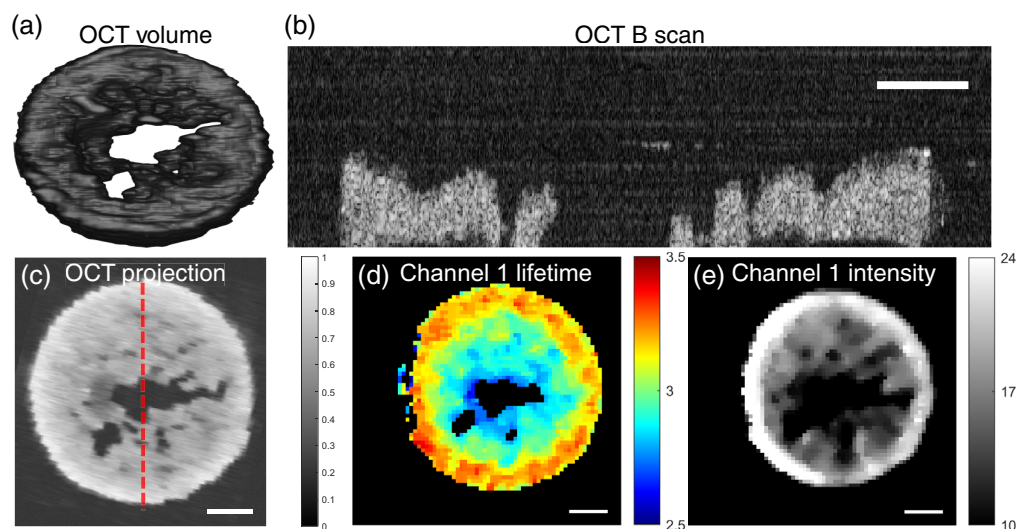 (a)
OCT volume
(b)
OCT B scan
(c)
OCT projection
1
0.9
0.8
0.7
0.6
0.5
0.4
0.3
0.2
0.1
0
(d)
Channel 1 lifetime
3.5
3
2.5
(e)
Channel 1 intensity
24
17
10